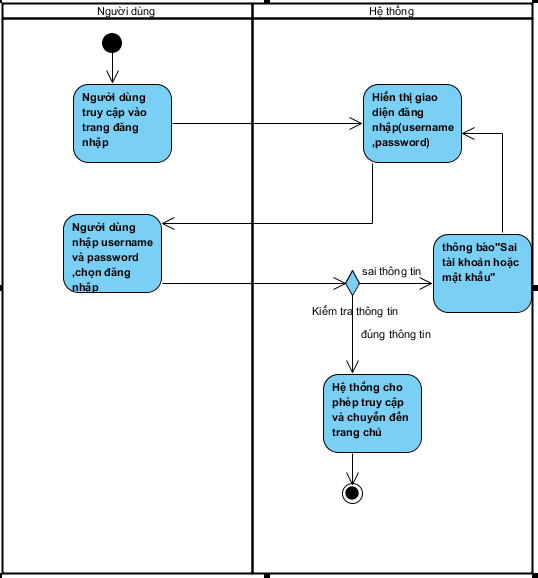 Người dùng
Hệ thống
Người dùng
truy cập vào
trang đăng
nhập
Hiển thị giao
diện đăng
nhập(username
,password)
Người dùng
nhập username
và password
,chọn đăng
nhập
sai thông tin
thông báo"Sai
tài khoản hoặc
mật khẩu"
Kiểm tra thông tin
đúng thông tin
Hệ thống cho
phép truy cập
và chuyển đến
trang chủ